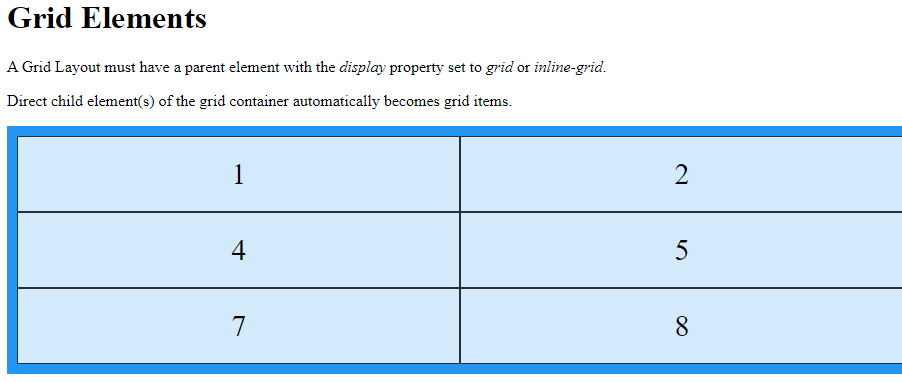 Grid Elements
A Grid Layout must have a parent element with the display property set to grid or inline-grid.
Direct child element(s) of the grid container automatically becomes grid items.
1 2
4 5
7 8